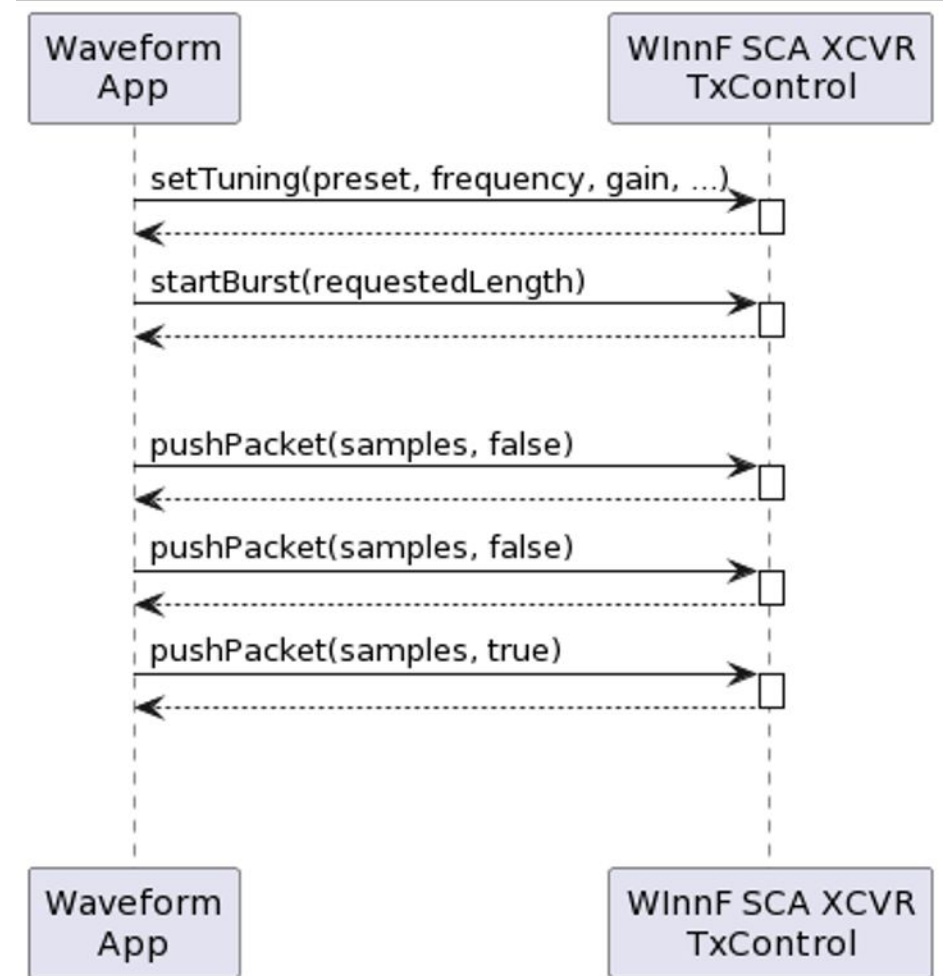 Waveform
App
WInnF SCA XCVR
TxControl
setTuning(preset, frequency, gain, ...)
startBurst(requestedLength)
pushPacket(samples, false)
pushPacket(samples, false)
pushPacket(samples, true)
Waveform
App
WInnF SCA XCVR
TxControl